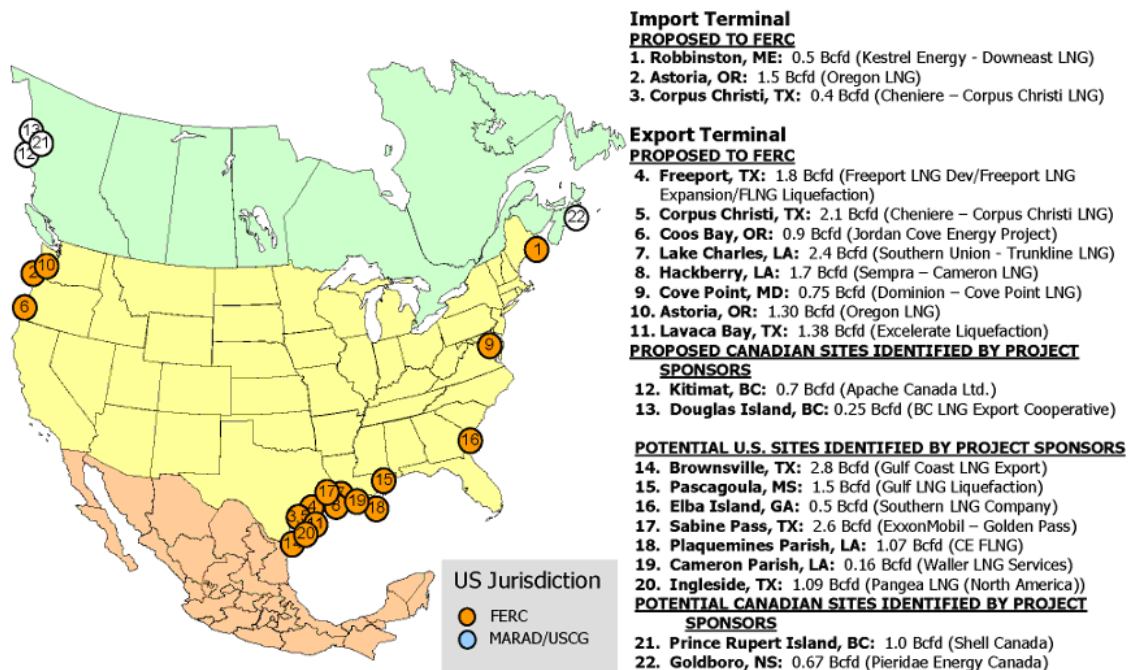 Import Terminal
PROPOSED TO FERC
1. Robbinston, ME: 0.5 Bcfd (Kestrel Energy - Downeast LNG)
2. Astoria, OR: 1.5 Bcfd (Oregon LNG)
3. Corpus Christi, TX: 0.4 Bcfd (Cheniere – Corpus Christi LNG)
Export Terminal
PROPOSED TO FERC
4. Freeport, TX: 1.8 Bcfd (Freeport LNG Dev/Freeport LNG
Expansion/FLNG Liquefaction)
5. Corpus Christi, TX: 2.1 Bcfd (Cheniere – Corpus Christi LNG)
6. Coos Bay, OR: 0.9 Bcfd (Jordan Cove Energy Project)
7. Lake Charles, LA: 2.4 Bcfd (Southern Union - Trunkline LNG)
8. Hackberry, LA: 1.7 Bcfd (Sempra – Cameron LNG)
9. Cove Point, MD: 0.75 Bcfd (Dominion – Cove Point LNG)
10. Astoria, OR: 1.30 Bcfd (Oregon LNG)
11. Lavaca Bay, TX: 1.38 Bcfd (Excelerate Liquefaction)
PROPOSED CANADIAN SITES IDENTIFIED BY PROJECT
SPONSORS
12. Kitimat, BC: 0.7 Bcfd (Apache Canada Ltd.)
13. Douglas Island, BC: 0.25 Bcfd (BC LNG Export Cooperative)
POTENTIAL U.S. SITES IDENTIFIED BY PROJECT SPONSORS
14. Brownsville, TX: 2.8 Bcfd (Gulf Coast LNG Export)
15. Pascagoula, MS: 1.5 Bcfd (Gulf LNG Liquefaction)
16. Elba Island, GA: 0.5 Bcfd (Southern LNG Company)
17. Sabine Pass, TX: 2.6 Bcfd (ExxonMobil – Golden Pass)
18. Plaquemines Parish, LA: 1.07 Bcfd (CE FLNG)
19. Cameron Parish, LA: 0.16 Bcfd (Waller LNG Services)
20. Ingleside, TX: 1.09 Bcfd (Pangea LNG (North America))
POTENTIAL CANADIAN SITES IDENTIFIED BY PROJECT
SPONSORS
21. Prince Rupert Island, BC: 1.0 Bcfd (Shell Canada)
22. Goldboro, NS: 0.67 Bcfd (Pieridae Energy Canada)
13
21
12
22
1
2
10
6
9
16
15
17
19
18
8
4
3
5
11
20
US Jurisdiction
FERC
MARAD/USCG